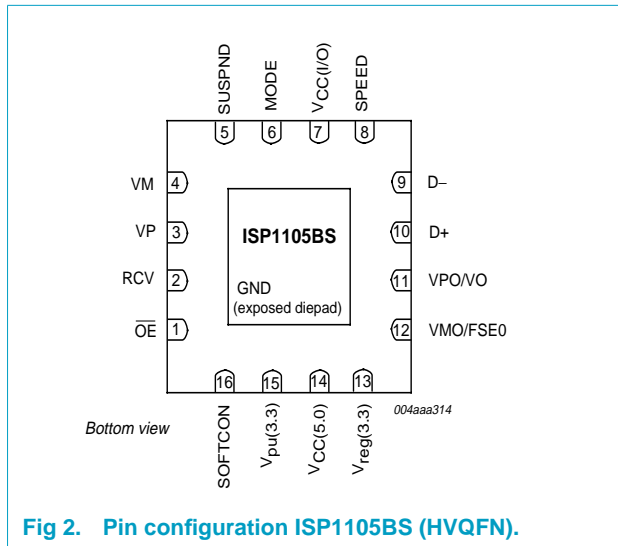 SUSPND
MODE
VCC(I/O)
SPEED
5
6
7
8
VM 4
9 D−
VP 3
ISP1105BS
10 D+
RCV 2
GND
(exposed diepad)
11 VPO/VO
O̅E̅ 1
12 VMO/FSE0
16
15
14
13
004aaa314
Bottom view
SOFTCON
Vpu(3.3)
VCC(5.0)
Vreg(3.3)
Fig 2. Pin configuration ISP1105BS (HVQFN).